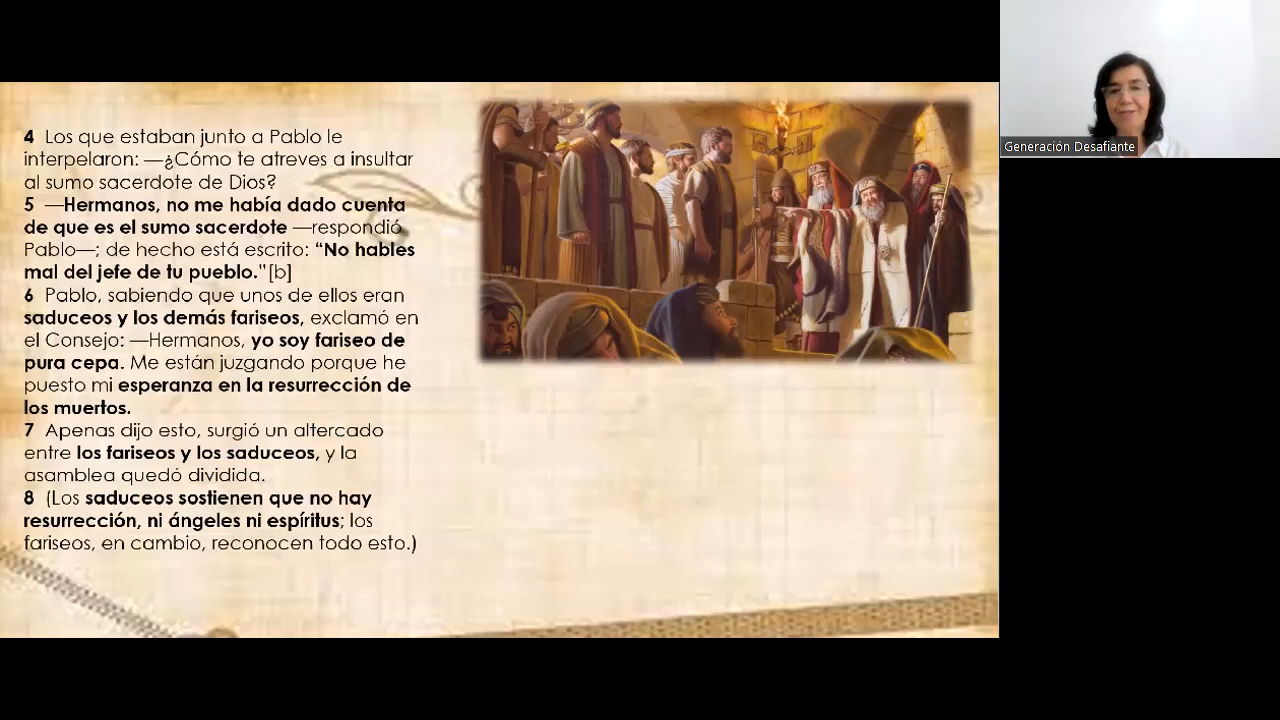 4 Los que estaban junto a Pablo le
interpelaron: —¿Cómo te atreves a insultar
al sumo sacerdote de Dios?
5 —Hermanos, no me había dado cuenta
de que es el sumo sacerdote —respondió
Pablo—; de hecho está escrito: “No hables
mal del jefe de tu pueblo.”[b]
6 Pablo, sabiendo que unos de ellos eran
saduceos y los demás fariseos, exclamó en
el Consejo: —Hermanos, yo soy fariseo de
pura cepa. Me están juzgando porque he
puesto mi esperanza en la resurrección de
los muertos.
7 Apenas dijo esto, surgió un altercado
entre los fariseos y los saduceos, y la
asamblea quedó dividida.
8 (Los saduceos sostienen que no hay
resurrección, ni ángeles ni espíritus; los
fariseos, en cambio, reconocen todo esto.)
Generación Desafiante